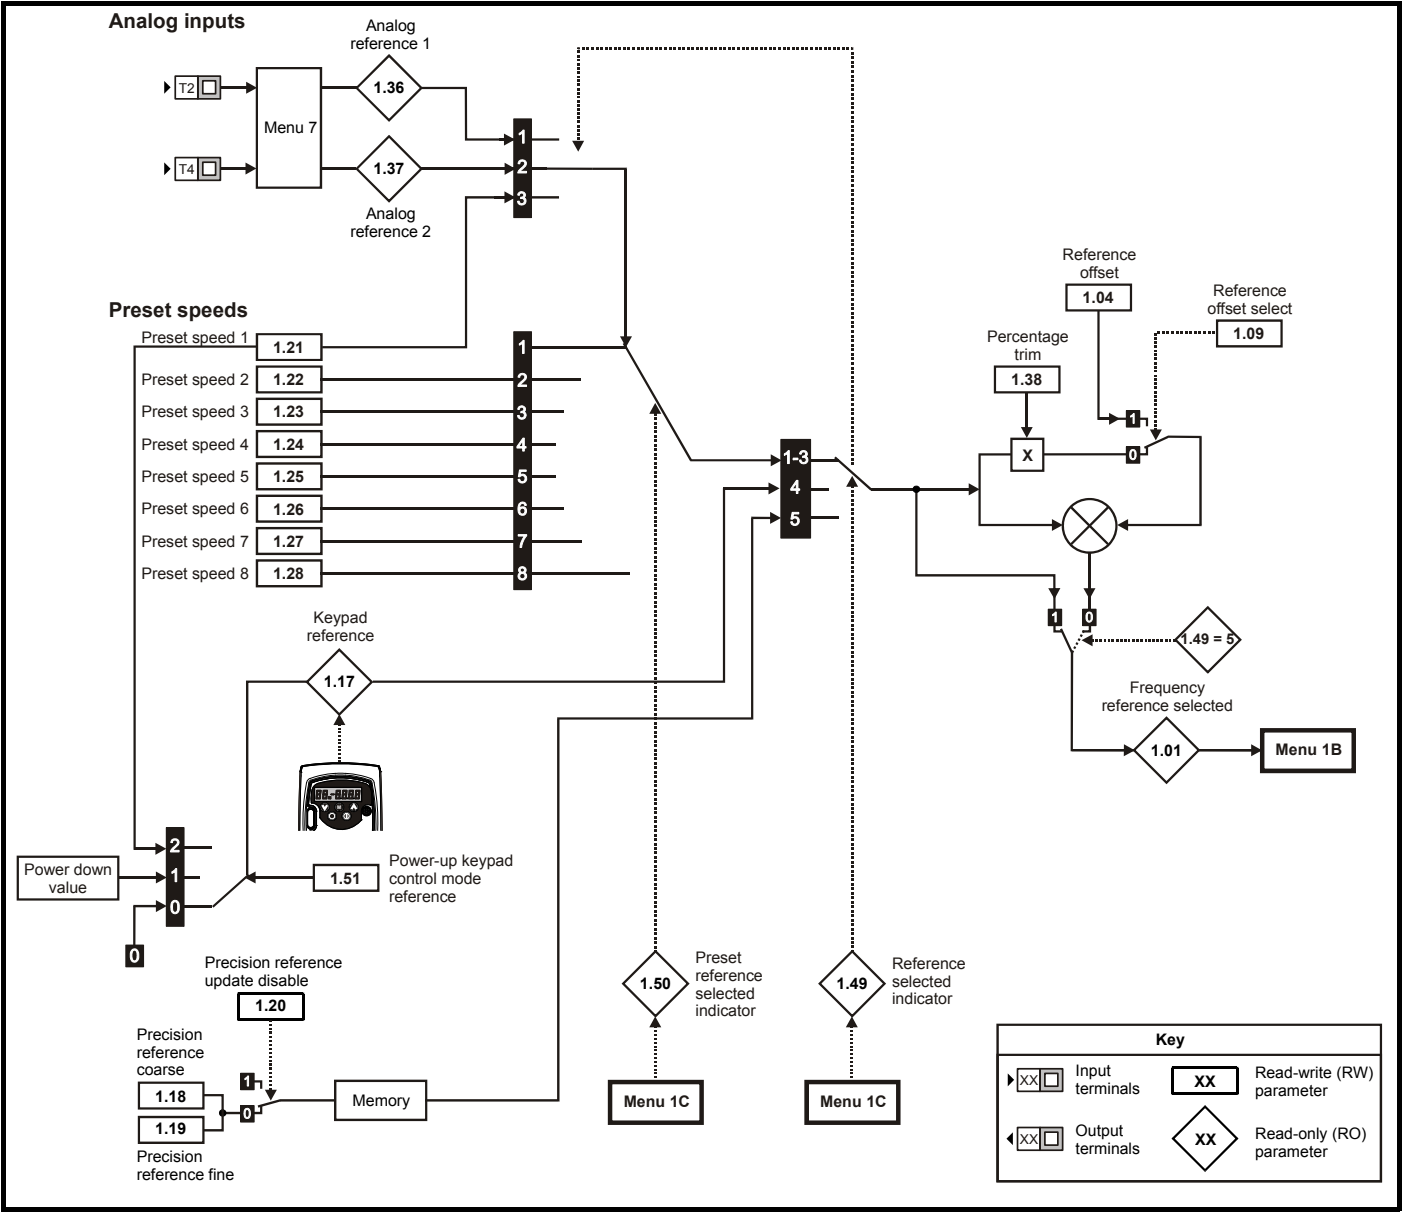 Analog inputs
Analog
reference 1
T2
1.36
Menu 7
1
T4
1.37
2
3
Analog
reference 2
Reference
offset
1.04
Reference
offset select
1.09
Preset speeds
Preset speed 1
1.21
1
Percentage
trim
1.38
Preset speed 2
1.22
2
Preset speed 3
1.23
3
1
Preset speed 4
1.24
4
1-3
X
0
Preset speed 5
1.25
5
4
Preset speed 6
1.26
6
5
Preset speed 7
1.27
7
Preset speed 8
1.28
8
Keypad
reference
1
0
1.49 = 5
1.17
Frequency
reference selected
1.01
Menu 1B
2
Power down
value
1
0
1.51
Power-up keypad
control mode
reference
0
Precision reference
update disable
1.20
Preset
reference
selected
indicator
1.50
Reference
selected
indicator
1.49
Precision
reference
coarse
1.18
1
0
Memory
1.19
Precision
reference fine
Menu 1C
Menu 1C
Key
XX
Input
terminals
XX
Read-write (RW)
parameter
XX
Output
terminals
XX
Read-only (RO)
parameter